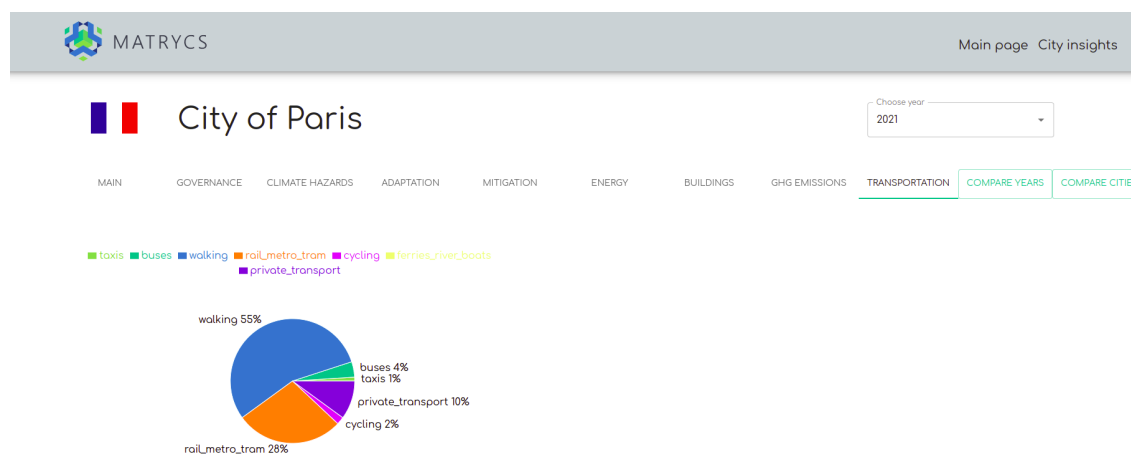 MATRYCS
Main page City insights
City of Paris
Choose year
2021
MAIN GOVERNANCE CLIMATE HAZARDS ADAPTATION MITIGATION ENERGY BUILDINGS GHG EMISSIONS TRANSPORTATION COMPARE YEARS COMPARE CITIE
taxis buses walking rail_metro_tram cycling ferries_river_boats
private_transport
walking 55%
buses 4%
taxis 1%
private_transport 10%
cycling 2%
rail_metro_tram 28%